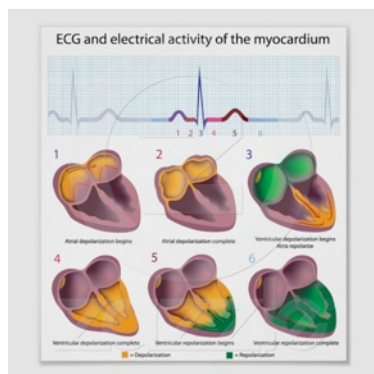 ECG and electrical activity of the myocardium
1 2 3 4 5 6
1 2 3
Atrial depolarization begins
Atrial depolarization complete
Ventricular depolarization begins
Atria repolarize
4 5 6
Ventricular depolarization complete
Ventricular repolarization begins
Ventricular repolarization complete
= Depolarization
= Repolarization